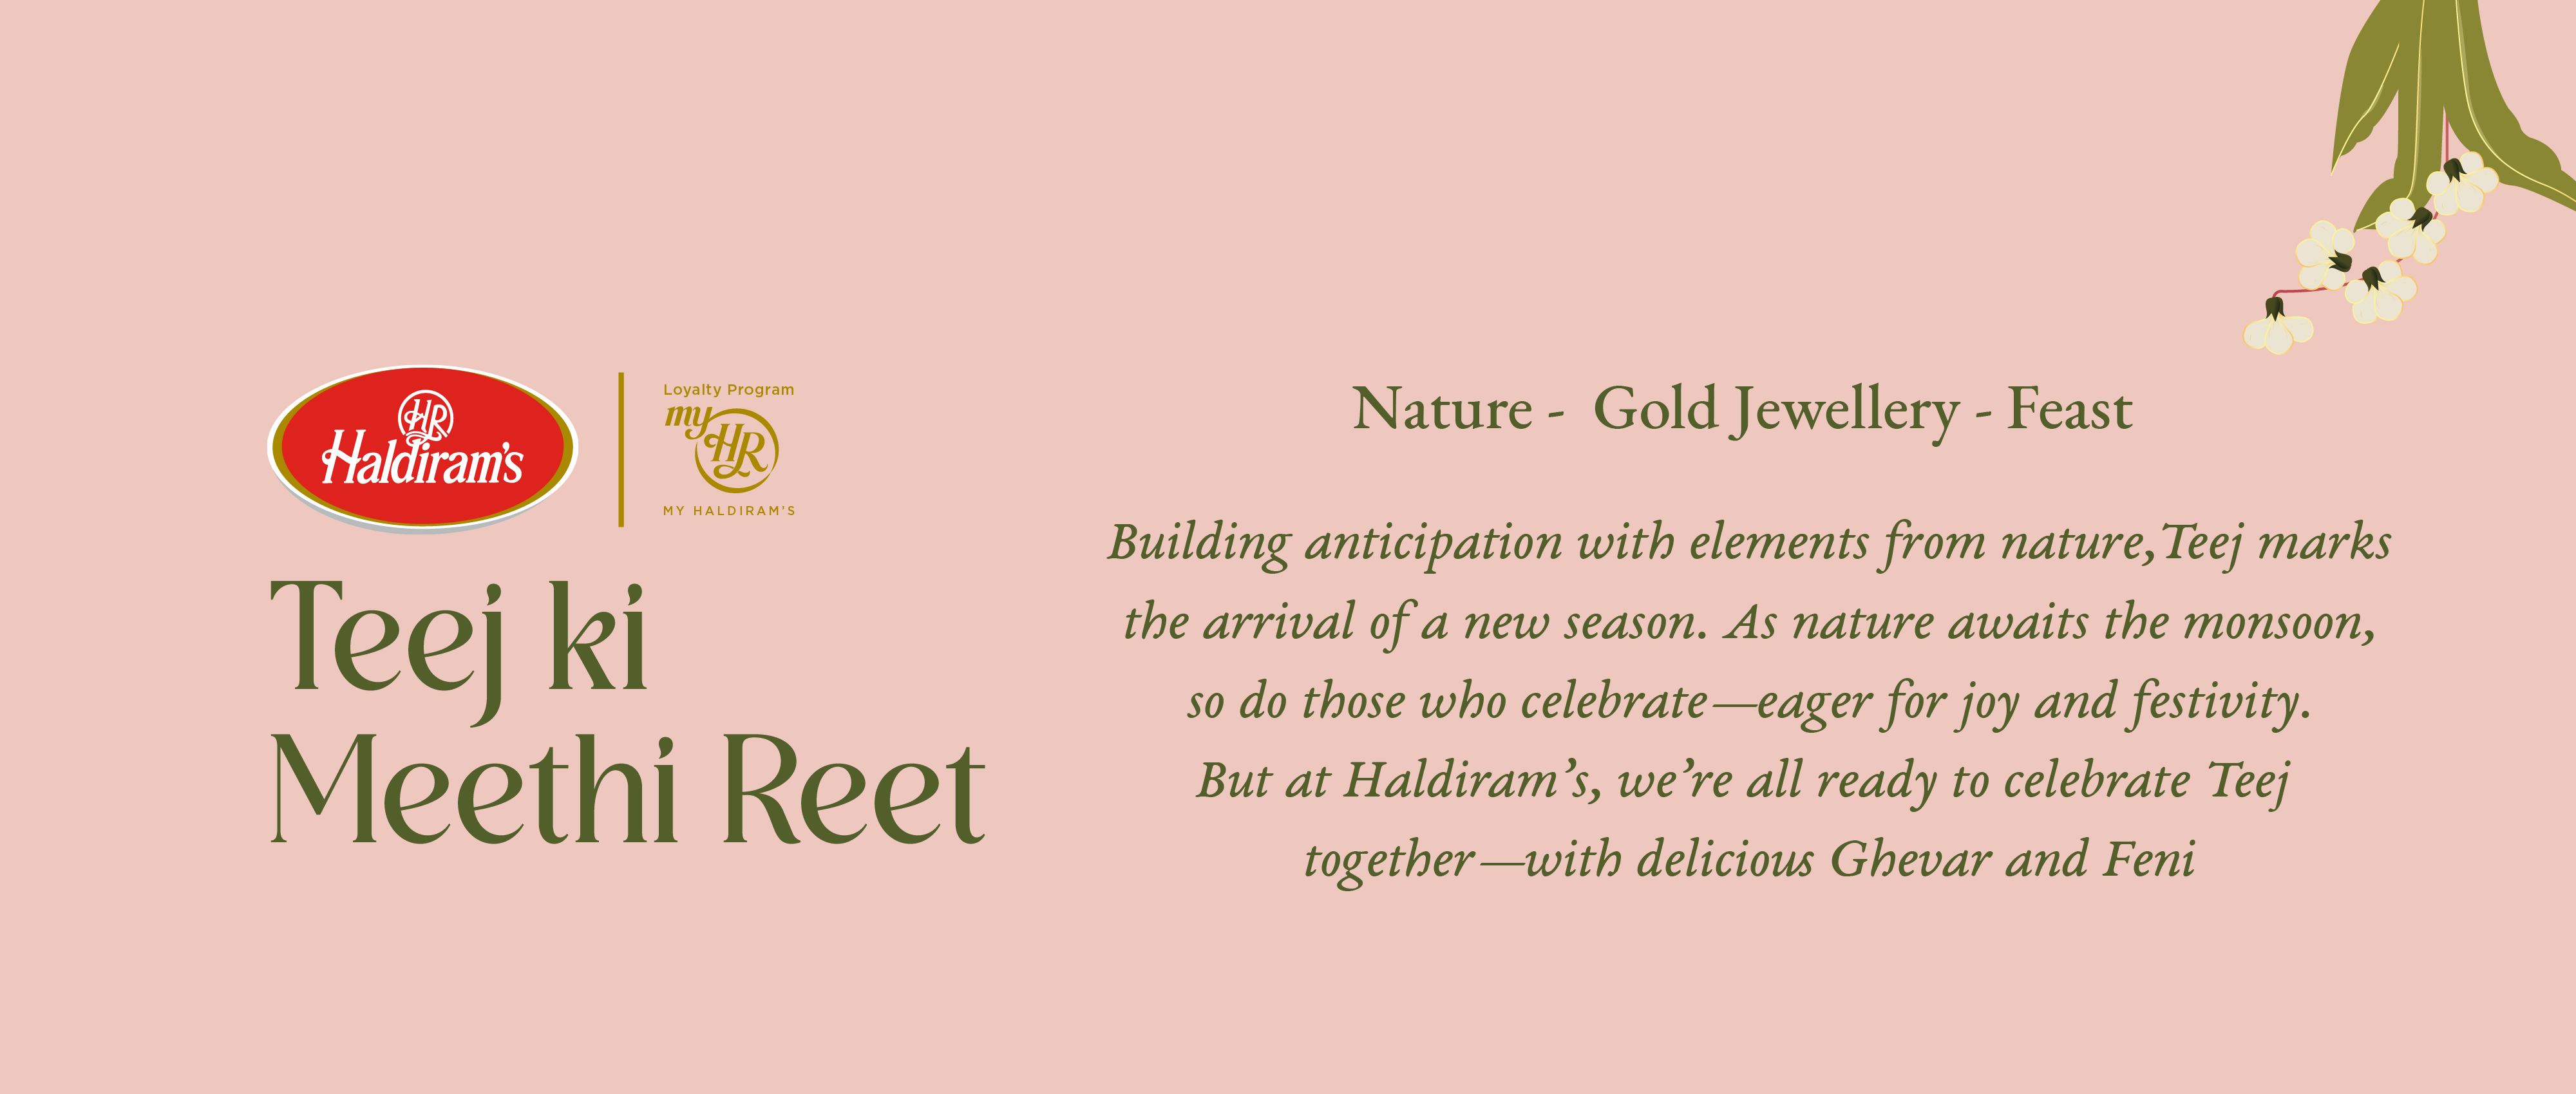 HR
Haldiram's
Loyalty Program
my HR
MY HALDIRAM'S
Teej ki
Meethi Reet
Nature - Gold Jewellery - Feast
Building anticipation with elements from nature,Teej marks
the arrival of a new season. As nature awaits the monsoon,
so do those who celebrate—eager for joy and festivity.
But at Haldiram’s, we’re all ready to celebrate Teej
together—with delicious Ghevar and Feni